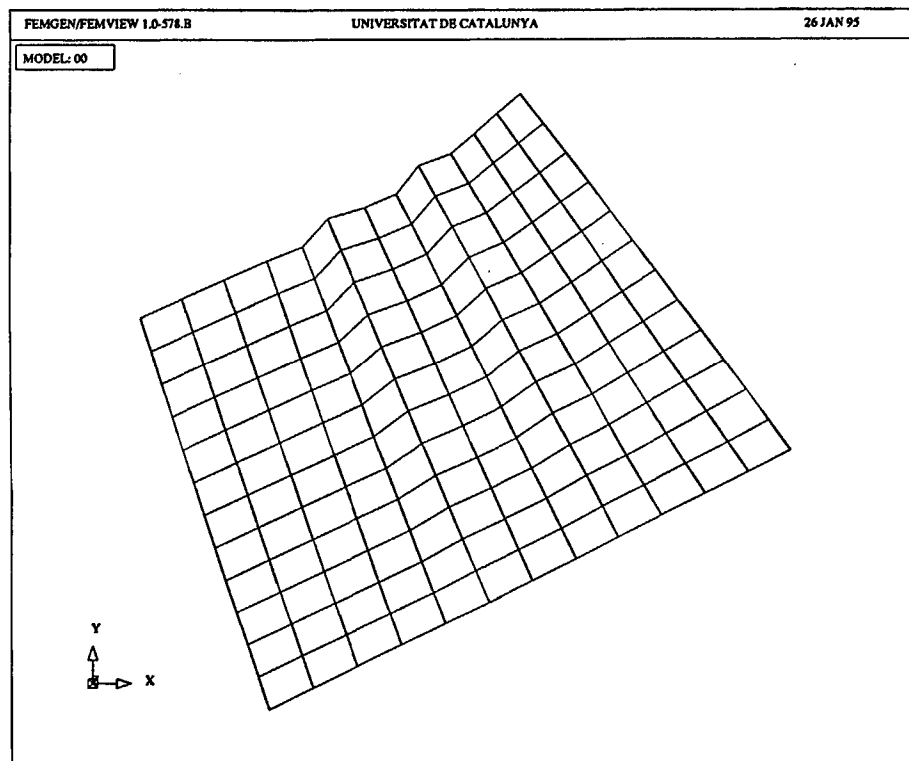 FEMGEN/FEMVIEW 1.0-578.B UNIVERSITAT DE CATALUNYA 26 JAN 95
MODEL: 00
Y
X